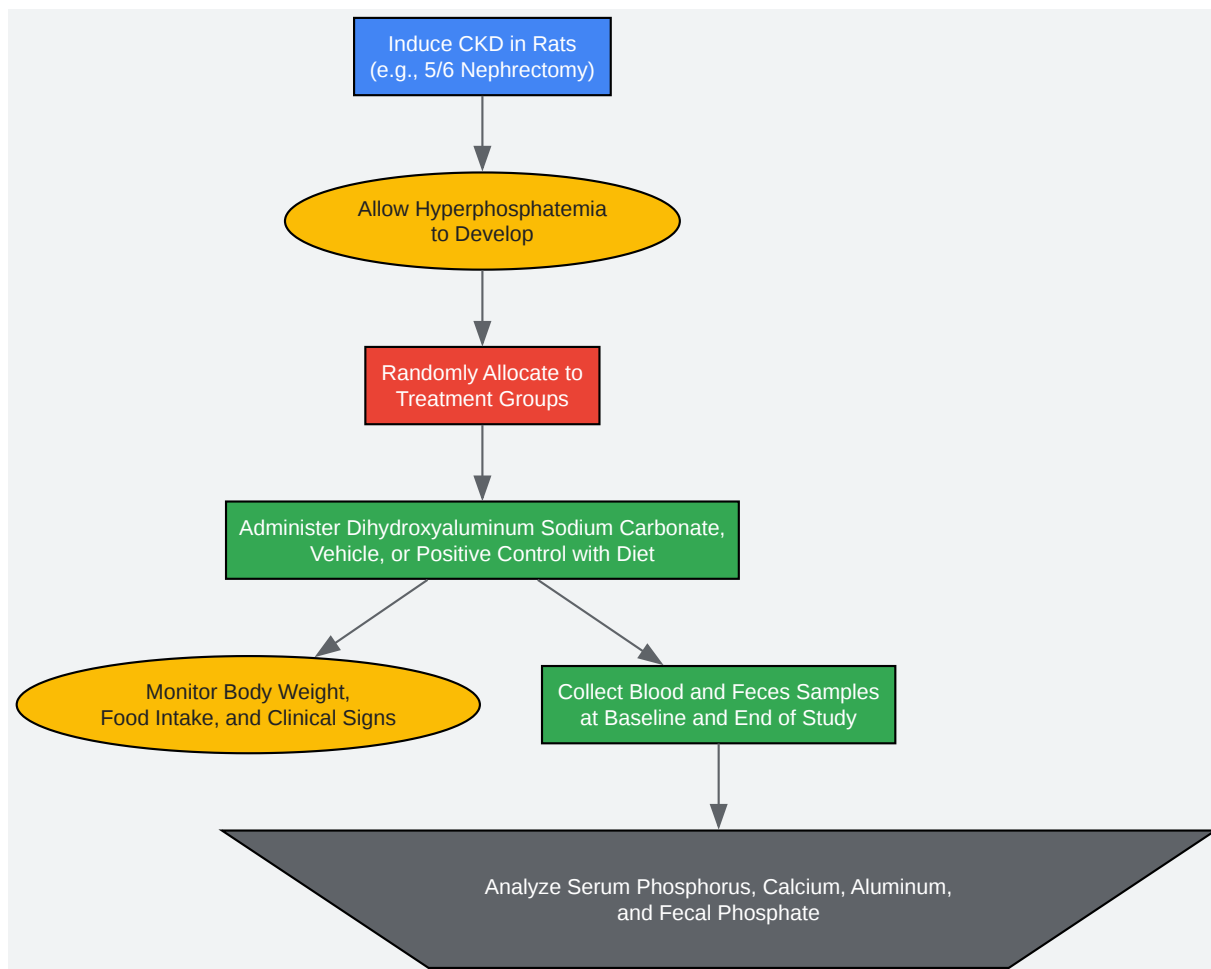 Induce CKD in Rats
(e.g., 5/6 Nephrectomy)
Allow Hyperphosphatemia
to Develop
Randomly Allocate to
Treatment Groups
Administer Dihydroxyaluminum Sodium Carbonate,
Vehicle, or Positive Control with Diet
Monitor Body Weight,
Food Intake, and Clinical Signs
Collect Blood and Feces Samples
at Baseline and End of Study
Analyze Serum Phosphorus, Calcium, Aluminum,
and Fecal Phosphate